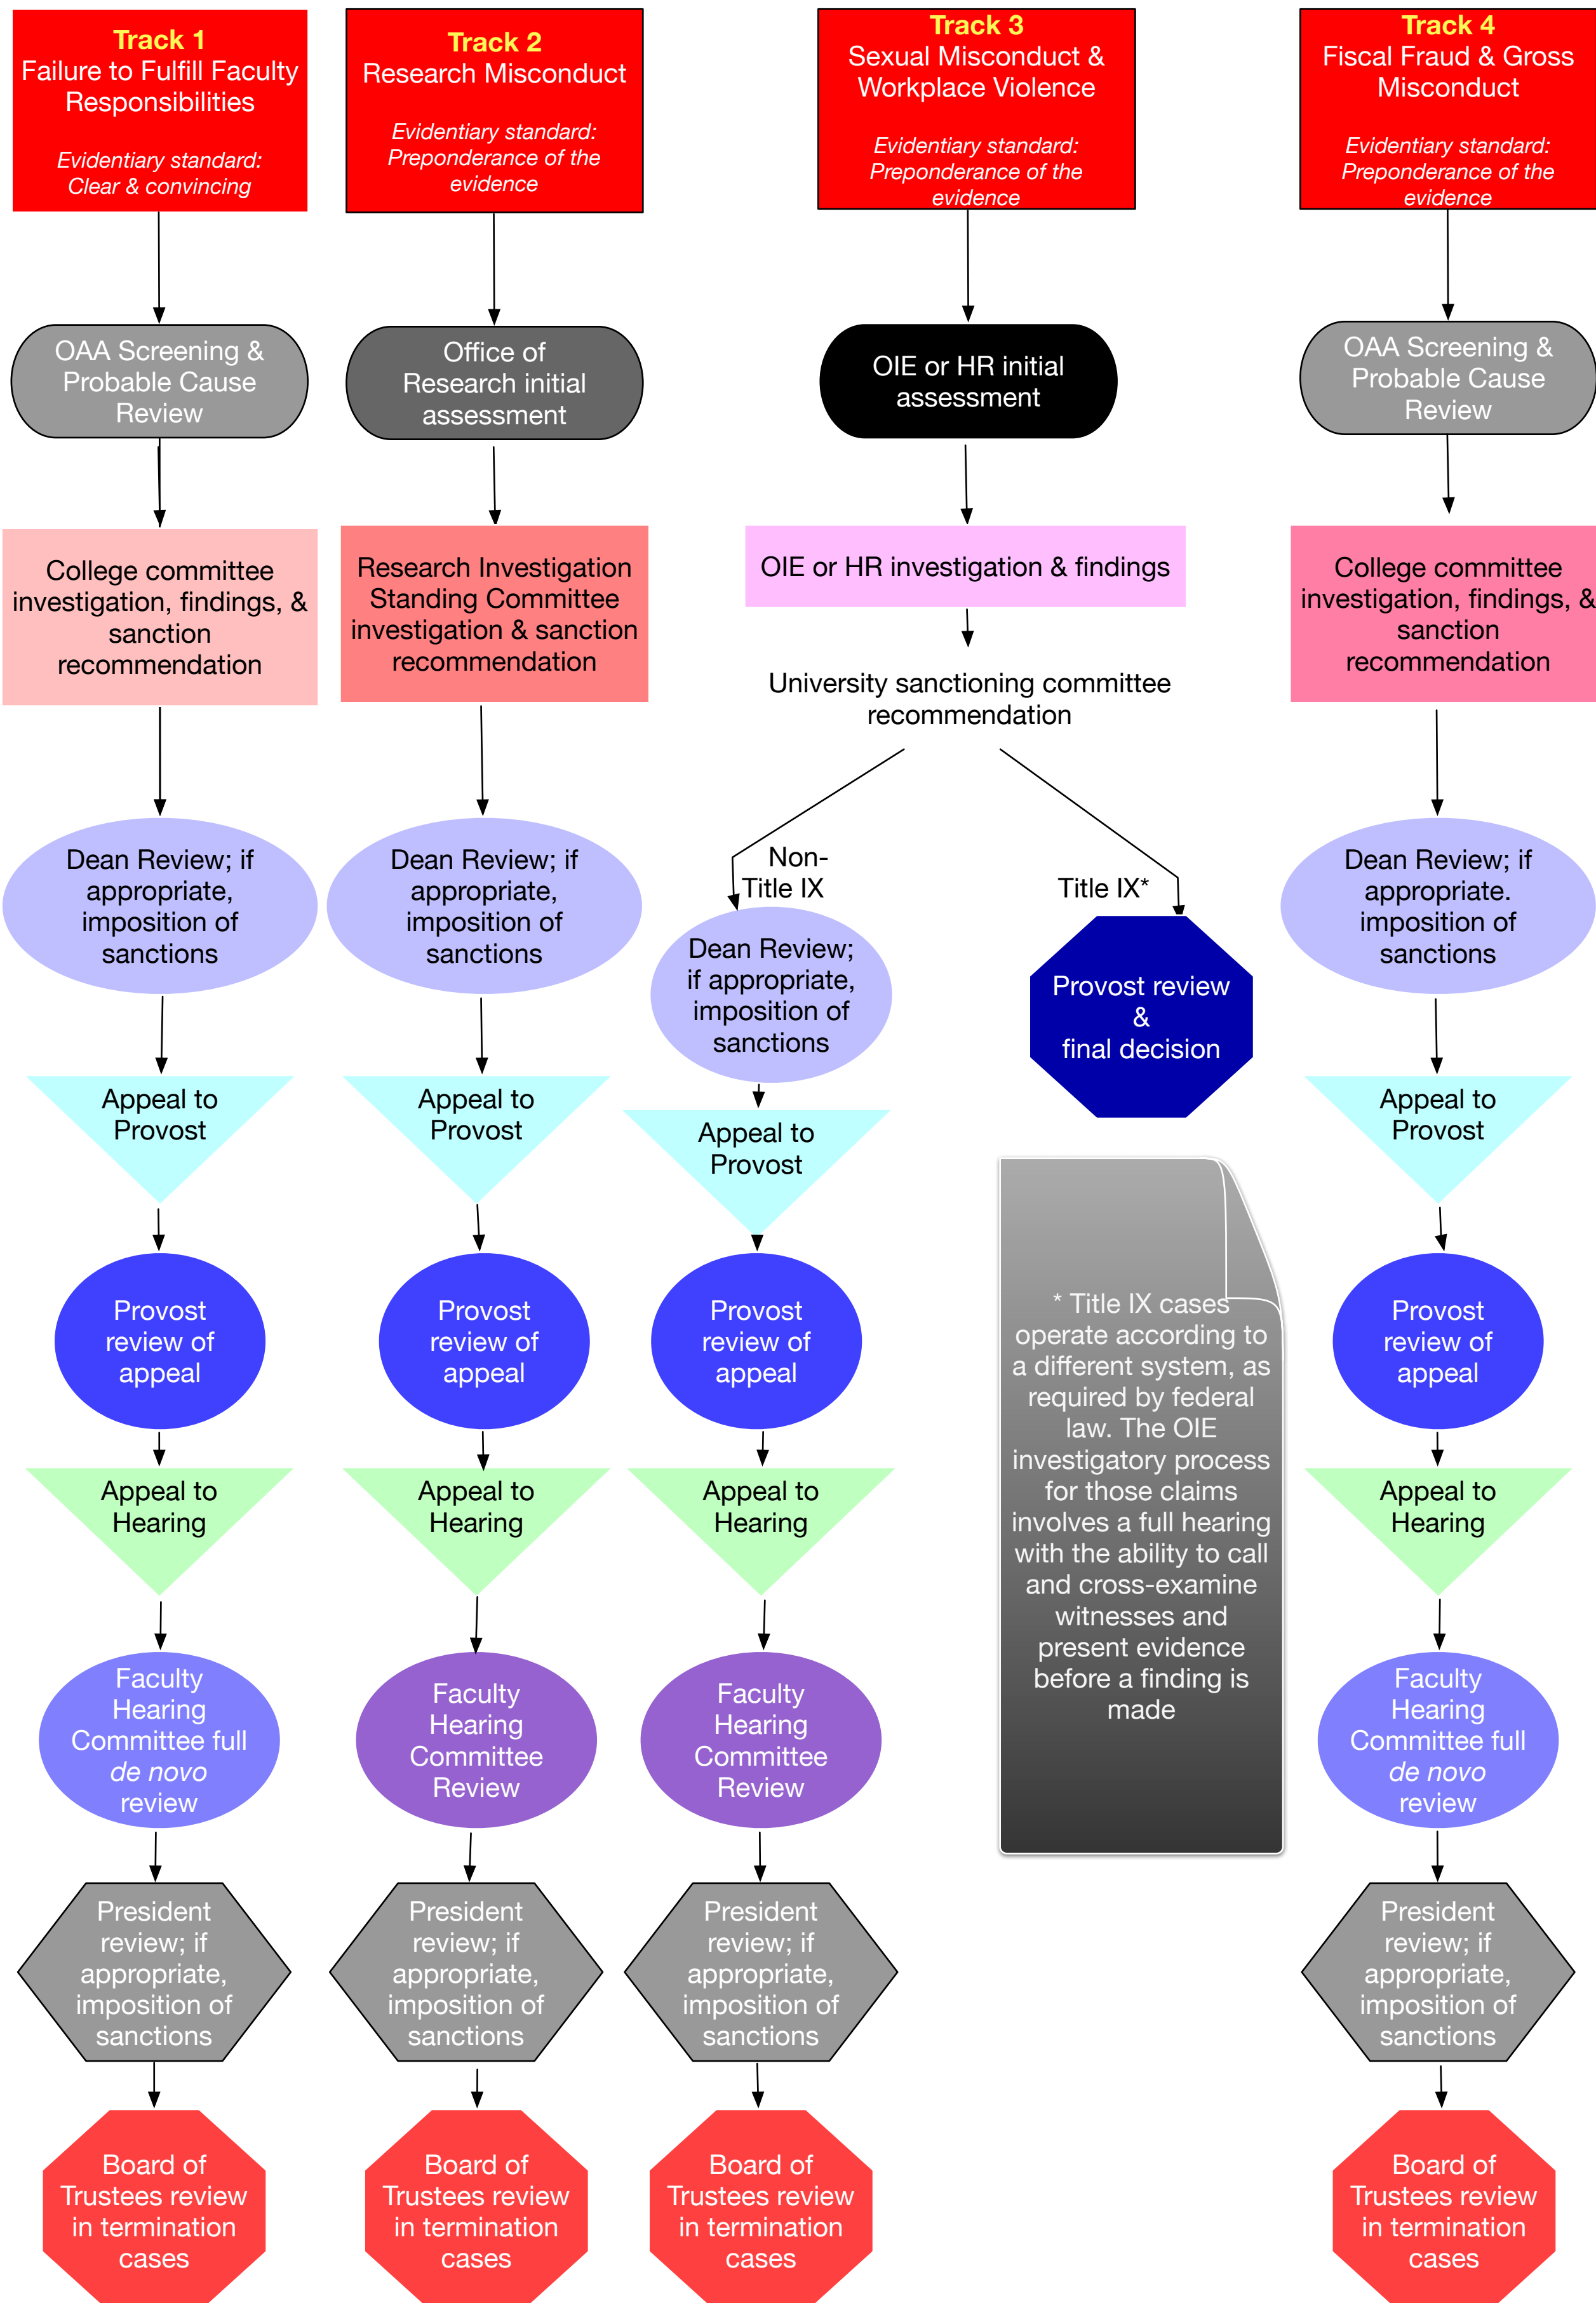 Track 1
Failure to Fulfill Faculty
Responsibilities
Evidentiary standard:
Clear & convincing
OAA Screening &
Probable Cause
Review
College committee
investigation, findings, &
sanction
recommendation
Dean Review; if
appropriate,
imposition of
sanctions
Appeal to
Provost
Provost
review of
appeal
Appeal to
Hearing
Faculty
Hearing
Committee full
de novo
review
President
review; if
appropriate,
imposition of
sanctions
Board of
Trustees review
in termination
cases
Track 2
Research Misconduct
Evidentiary standard:
Preponderance of the
evidence
Office of
Research initial
assessment
Research Investigation
Standing Committee
investigation & sanction
recommendation
Dean Review; if
appropriate,
imposition of
sanctions
Appeal to
Provost
Provost
review of
appeal
Appeal to
Hearing
Faculty
Hearing
Committee
Review
President
review; if
appropriate,
imposition of
sanctions
Board of
Trustees review
in termination
cases
Track 3
Sexual Misconduct &
Workplace Violence
Evidentiary standard:
Preponderance of the
evidence
OIE or HR initial
assessment
OIE or HR investigation & findings
University sanctioning committee
recommendation
Non-
Title IX
Dean Review;
if appropriate,
imposition of
sanctions
Appeal to
Provost
Provost
review of
appeal
Appeal to
Hearing
Faculty
Hearing
Committee
Review
President
review; if
appropriate,
imposition of
sanctions
Board of
Trustees review
in termination
cases
Title IX*
Provost review
&
final decision
* Title IX cases
operate according to
a different system, as
required by federal
law. The OIE
investigatory process
for those claims
involves a full hearing
with the ability to call
and cross-examine
witnesses and
present evidence
before a finding is
made
Track 4
Fiscal Fraud & Gross
Misconduct
Evidentiary standard:
Preponderance of the
evidence
OAA Screening &
Probable Cause
Review
College committee
investigation, findings, &
sanction
recommendation
Dean Review; if
appropriate.
imposition of
sanctions
Appeal to
Provost
Provost
review of
appeal
Appeal to
Hearing
Faculty
Hearing
Committee full
de novo
review
President
review; if
appropriate,
imposition of
sanctions
Board of
Trustees review
in termination
cases